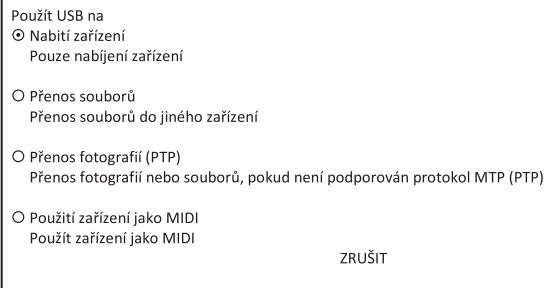 Použít USB na
Nabití zařízení
Pouze nabíjení zařízení
Přenos souborů
Přenos souborů do jiného zařízení
Přenos fotografií (PTP)
Přenos fotografií nebo souborů, pokud není podporován protokol MTP (PTP)
Použití zařízení jako MIDI
Použít zařízení jako MIDI
ZRUŠIT